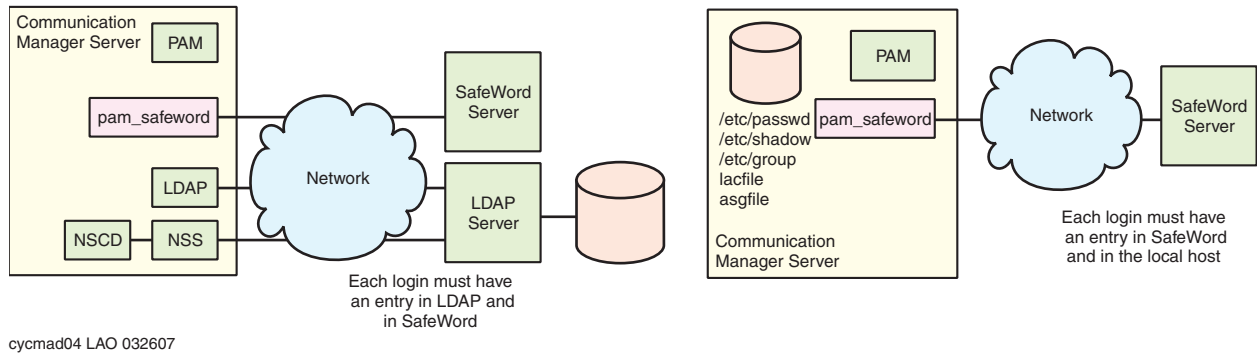 Communication
Manager Server
PAM
pam_safeword
LDAP
NSCD
NSS
Network
SafeWord
Server
LDAP
Server
Each login must have
an entry in LDAP and
in SafeWord
cycmad04 LAO 032607
PAM
/etc/passwd
/etc/shadow
/etc/group
lacfile
asgfile
pam_safeword
Communication
Manager Server
Network
SafeWord
Server
Each login must have
an entry in SafeWord
and in the local host